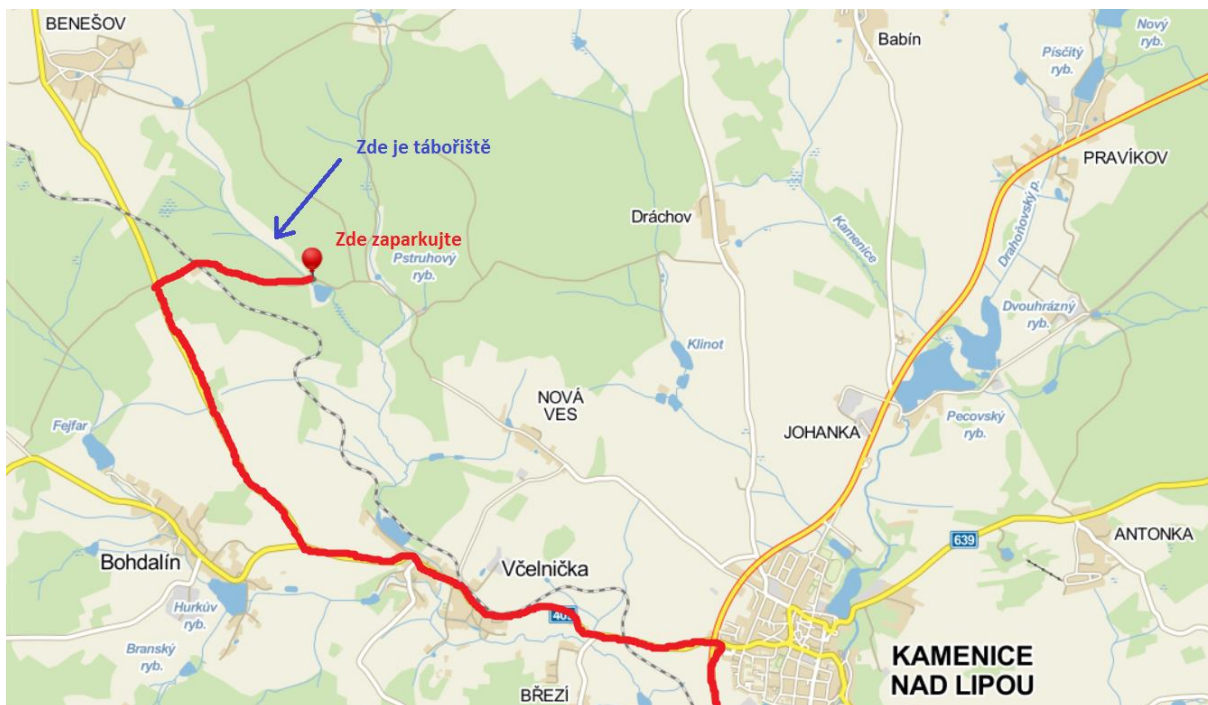 BENEŠOV
Babín
Nový
ryb.
Písčitý
ryb.
Zde je tábořiště
PRAVÍKOV
Dráchov
Kamenice
Drahoňovský p.
Zde zaparkujte
Pstruhový
ryb.
Dvouhrázný
ryb.
Klinot
NOVÁ
VES
Fejfar
JOHANKA
Pecovský
ryb.
639
ANTONKA
Bohdalín
Včelnička
Hurkův
ryb.
Branský
ryb.
KAMENICE
NAD LIPOU
BŘEZÍ